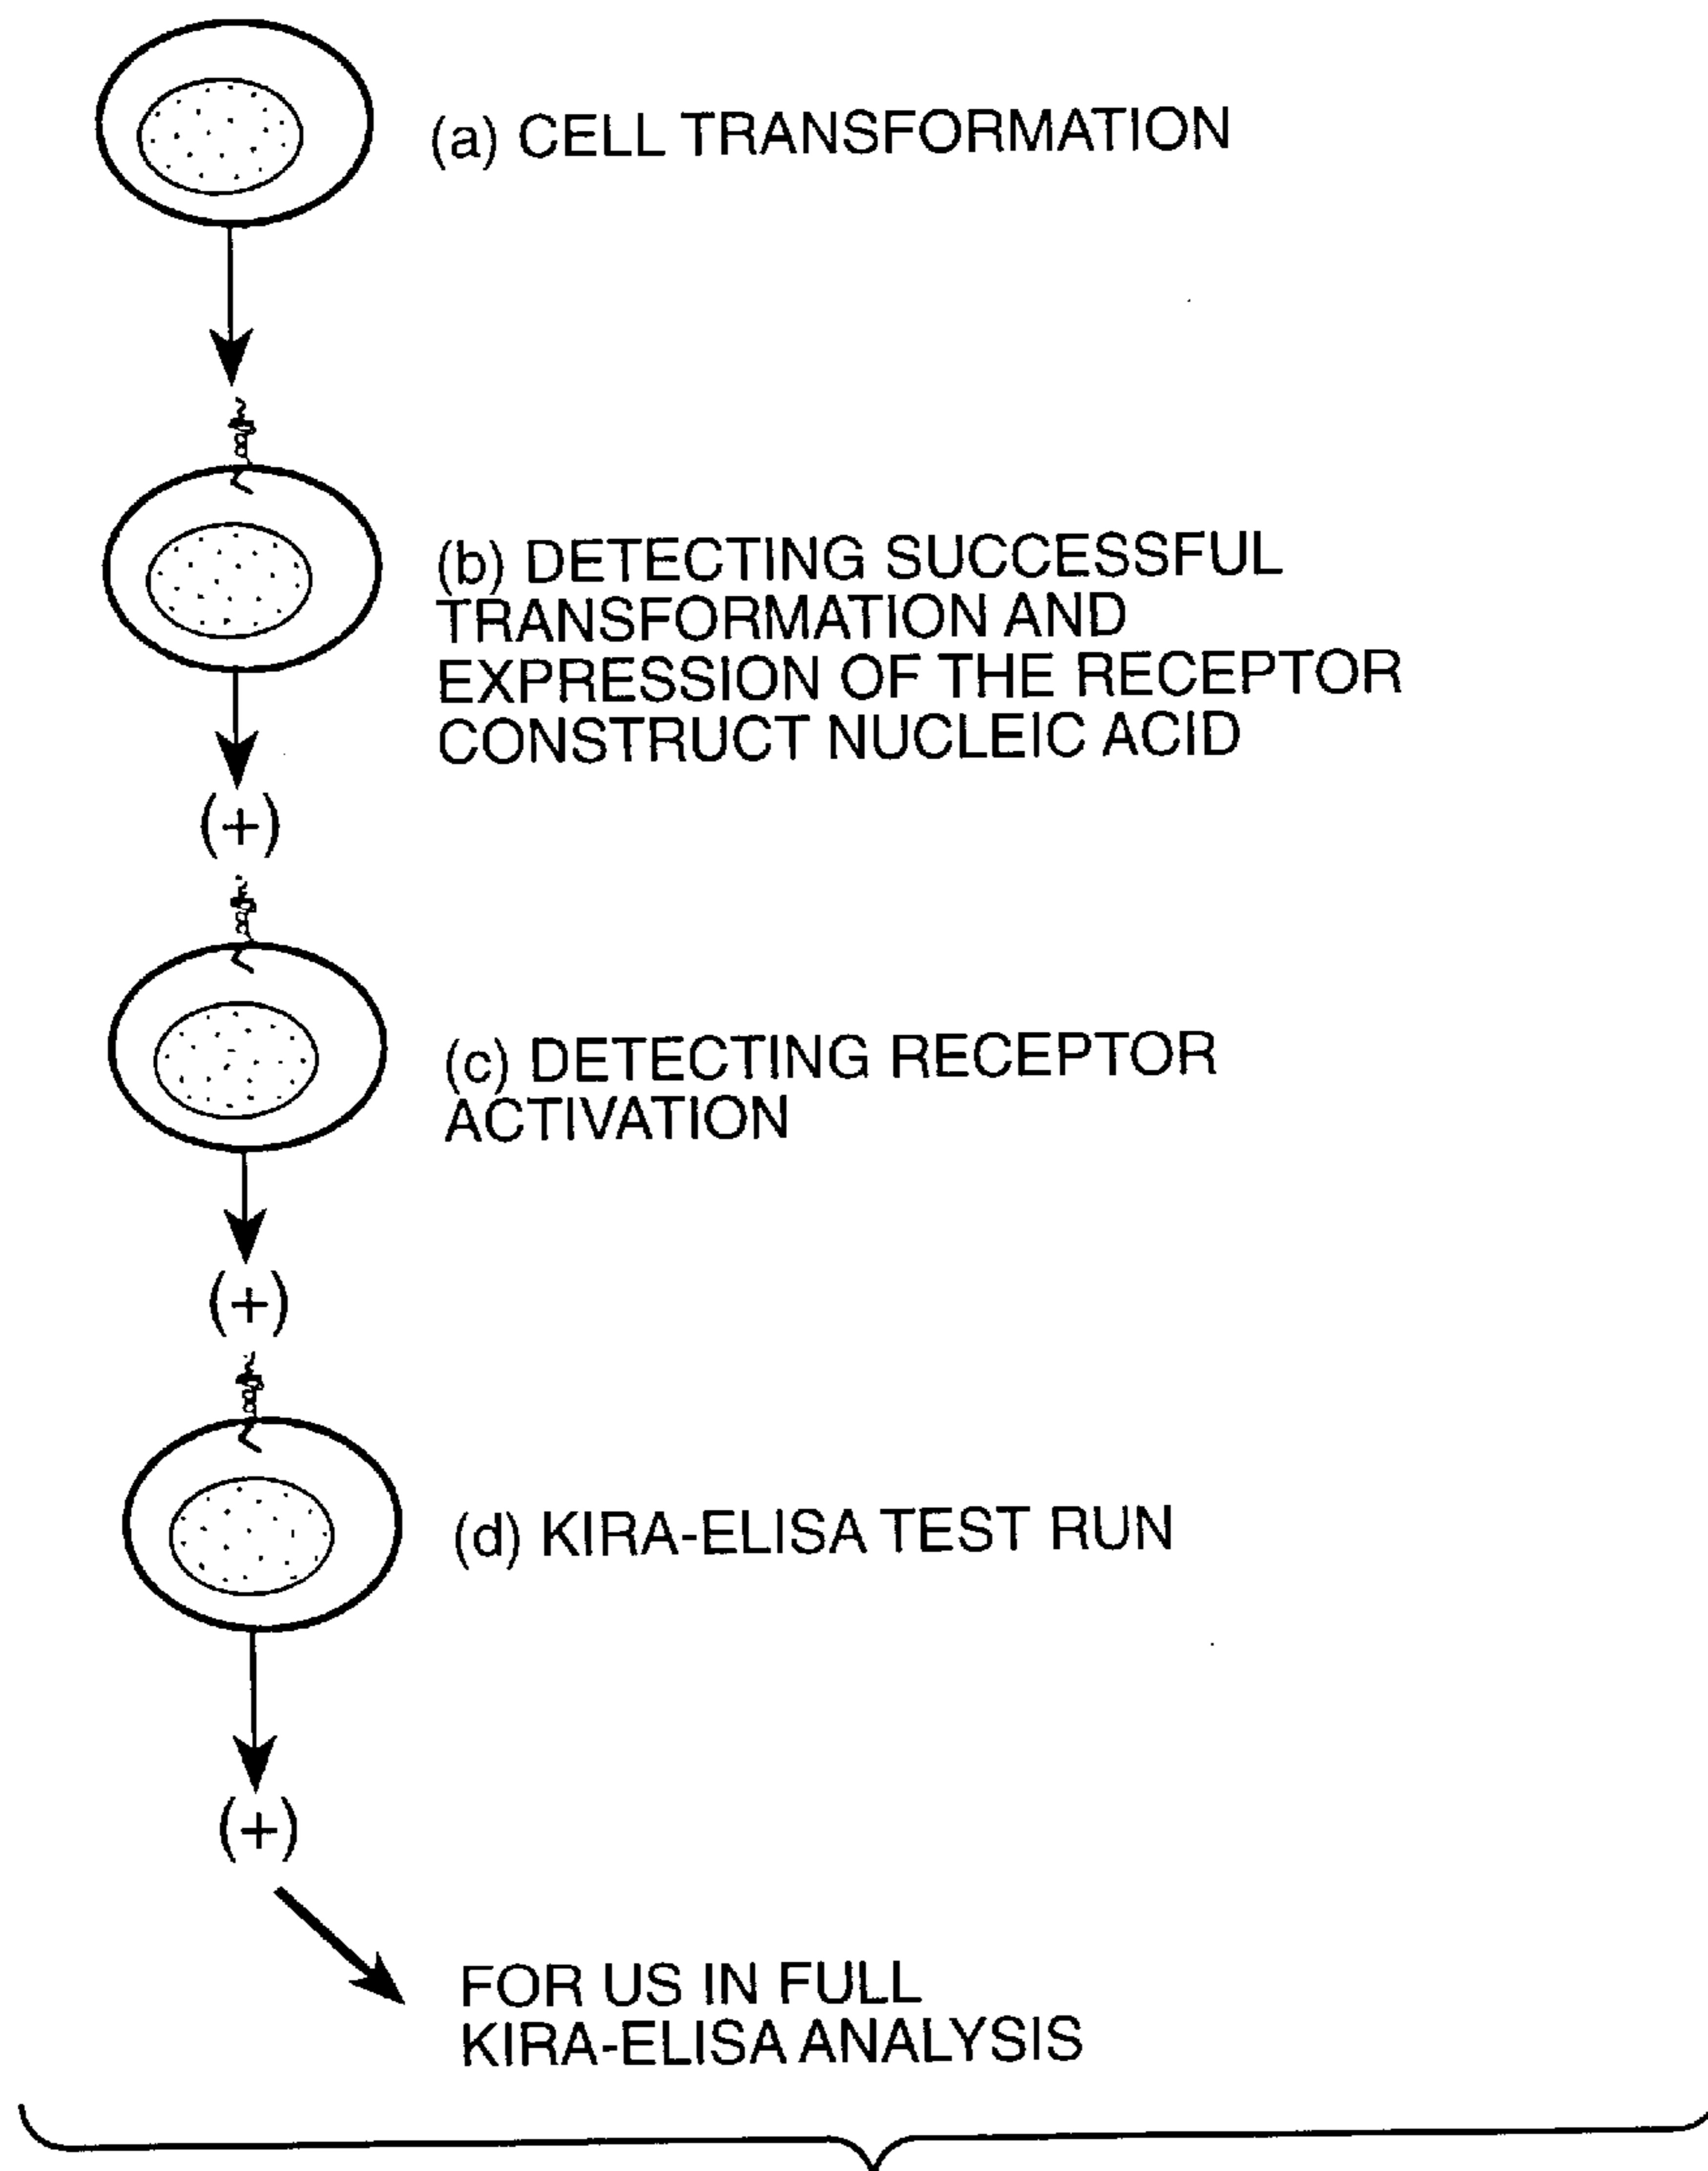 (a) CELL TRANSFORMATION
(b) DETECTING SUCCESSFUL
TRANSFORMATION AND
EXPRESSION OF THE RECEPTOR
CONSTRUCT NUCLEIC ACID
(+)
(c) DETECTING RECEPTOR
ACTIVATION
(+)
(d) KIRA-ELISA TEST RUN
(+)
FOR US IN FULL
KIRA-ELISA ANALYSIS